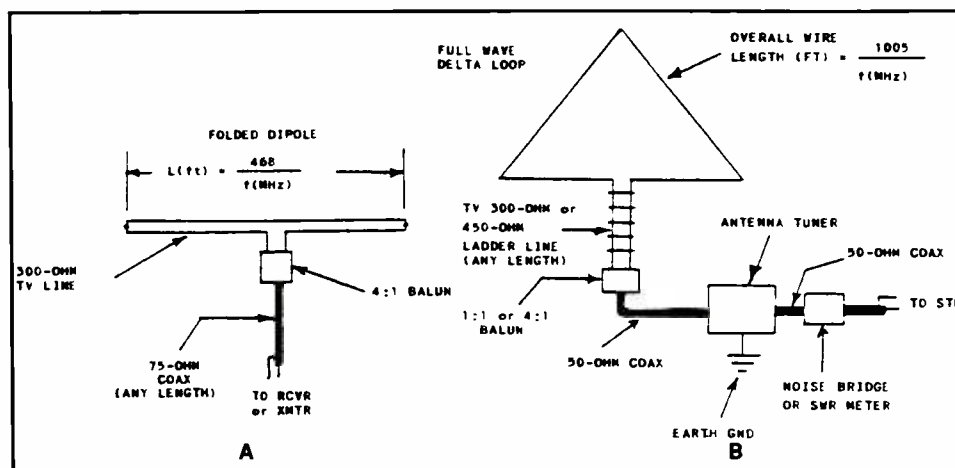 FOLDED DIPOLE
L(ft) = 468
f(MHz)
300-OHM
TV LINE
4:1 BALUN
75-OHM
COAX
(ANY LENGTH)
TO RCVR
or XMTR
A
FULL WAVE
DELTA LOOP
OVERALL WIRE
LENGTH (FT) = 1005
f(MHz)
TV 300-OHM or
450-OHM
LADDER LINE
(ANY LENGTH)
1:1 or 4:1
BALUN
50-OHM COAX
ANTENNA TUNER
50-OHM COAX
TO ST
NOISE BRIDGE
OR SWR METER
EARTH GND
B